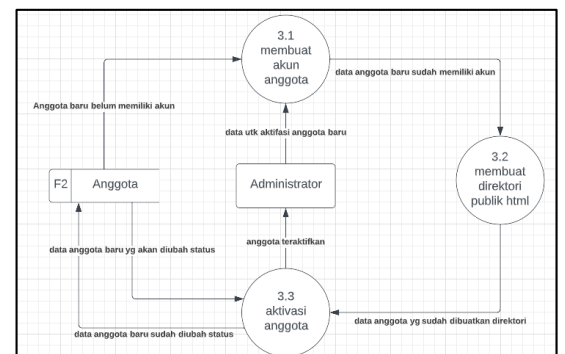 3.1
membuat
akun
anggota
data anggota baru sudah memiliki akun
Anggota baru belum memiliki akun
data utk aktifasi anggota baru
3.2
membuat
direktori
publik html
F2 Anggota
Administrator
anggota teraktifkan
data anggota baru yg akan diubah status
3.3
aktivasi
anggota
data anggota yg sudah dibuatkan direktori
data anggota baru sudah diubah status